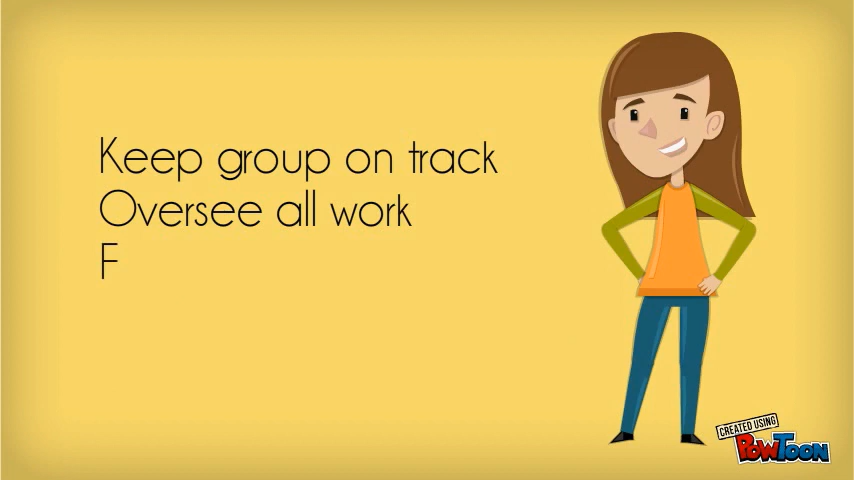 Keep group on track
Oversee all work
F
CREATED USING
POWTOON